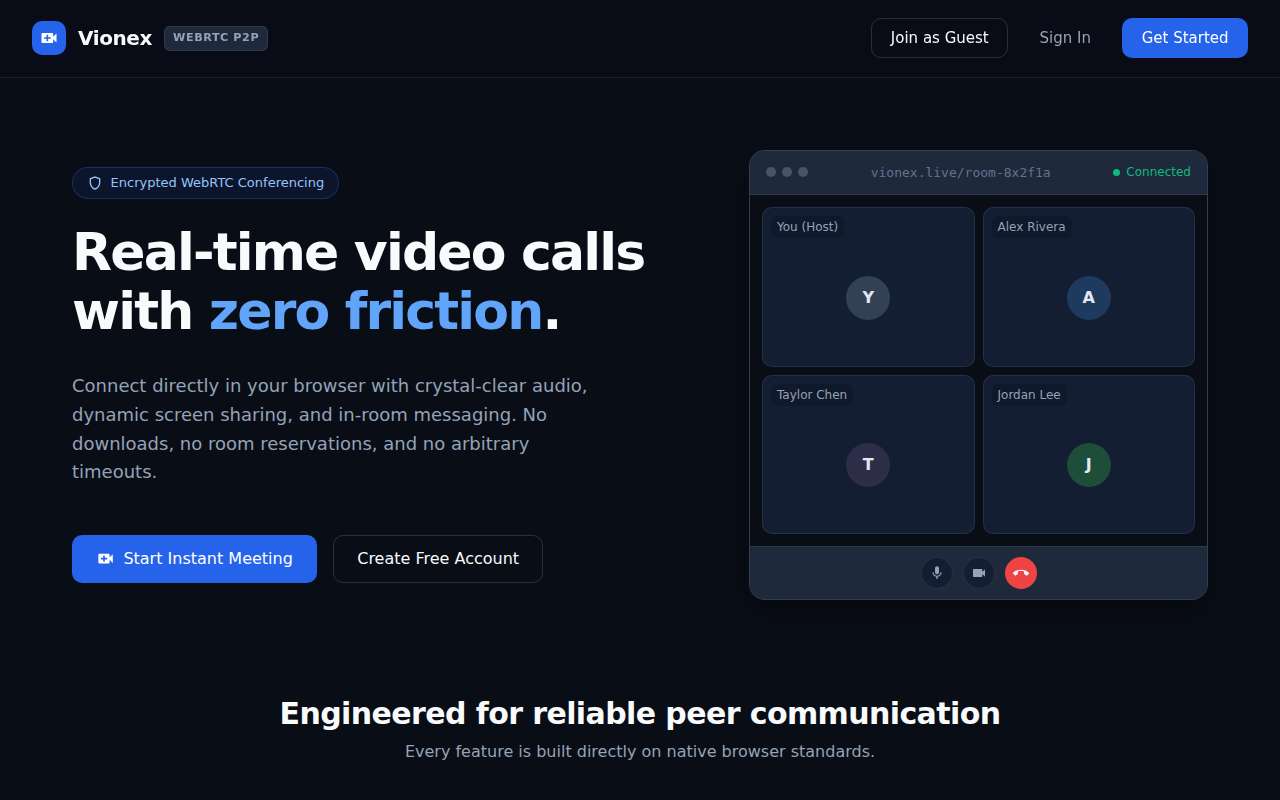 Vionex
WEBRTC P2P
Join as Guest
Sign In
Get Started
Encrypted WebRTC Conferencing
Real-time video calls
with zero friction.
Connect directly in your browser with crystal-clear audio,
dynamic screen sharing, and in-room messaging. No
downloads, no room reservations, and no arbitrary
timeouts.
Start Instant Meeting
Create Free Account
vionex.live/room-8x2f1a
Connected
You (Host)
Y
Alex Rivera
A
Taylor Chen
T
Jordan Lee
J
Engineered for reliable peer communication
Every feature is built directly on native browser standards.